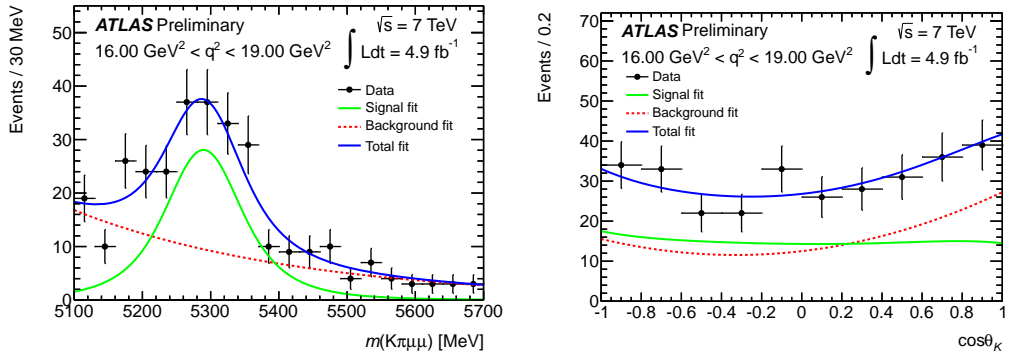 Events / 30 MeV
50
40
30
20
10
0
ATLAS Preliminary
√s = 7 TeV
16.00 GeV² < q² < 19.00 GeV²
∫ Ldt = 4.9 fb⁻¹
Data
Signal fit
Background fit
Total fit
5100 5200 5300 5400 5500 5600 5700
m(Kπμμ) [MeV]
Events / 0.2
70
60
50
40
30
20
10
0
ATLAS Preliminary
√s = 7 TeV
16.00 GeV² < q² < 19.00 GeV²
∫ Ldt = 4.9 fb⁻¹
Data
Signal fit
Background fit
Total fit
-1 -0.8 -0.6 -0.4 -0.2 0 0.2 0.4 0.6 0.8 1
cosθK